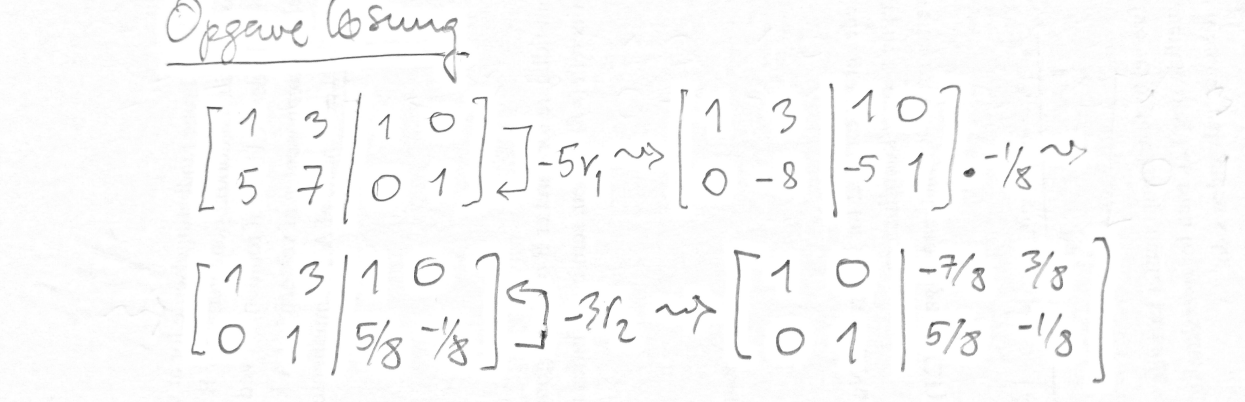 Opgave løsning
[ 1 3 | 1 0 ] ⟧ -5r₁ ⇝ [ 1 3 | 1 0 ]
[ 5 7 | 0 1 ] [ 0 -8 | -5 1 ] · -1/8 ⇝
[ 1 3 | 1 0 ] ⟧ -3r₂ ⇝ [ 1 0 | -7/8 3/8 ]
[ 0 1 | 5/8 -1/8 ] [ 0 1 | 5/8 -1/8 ]